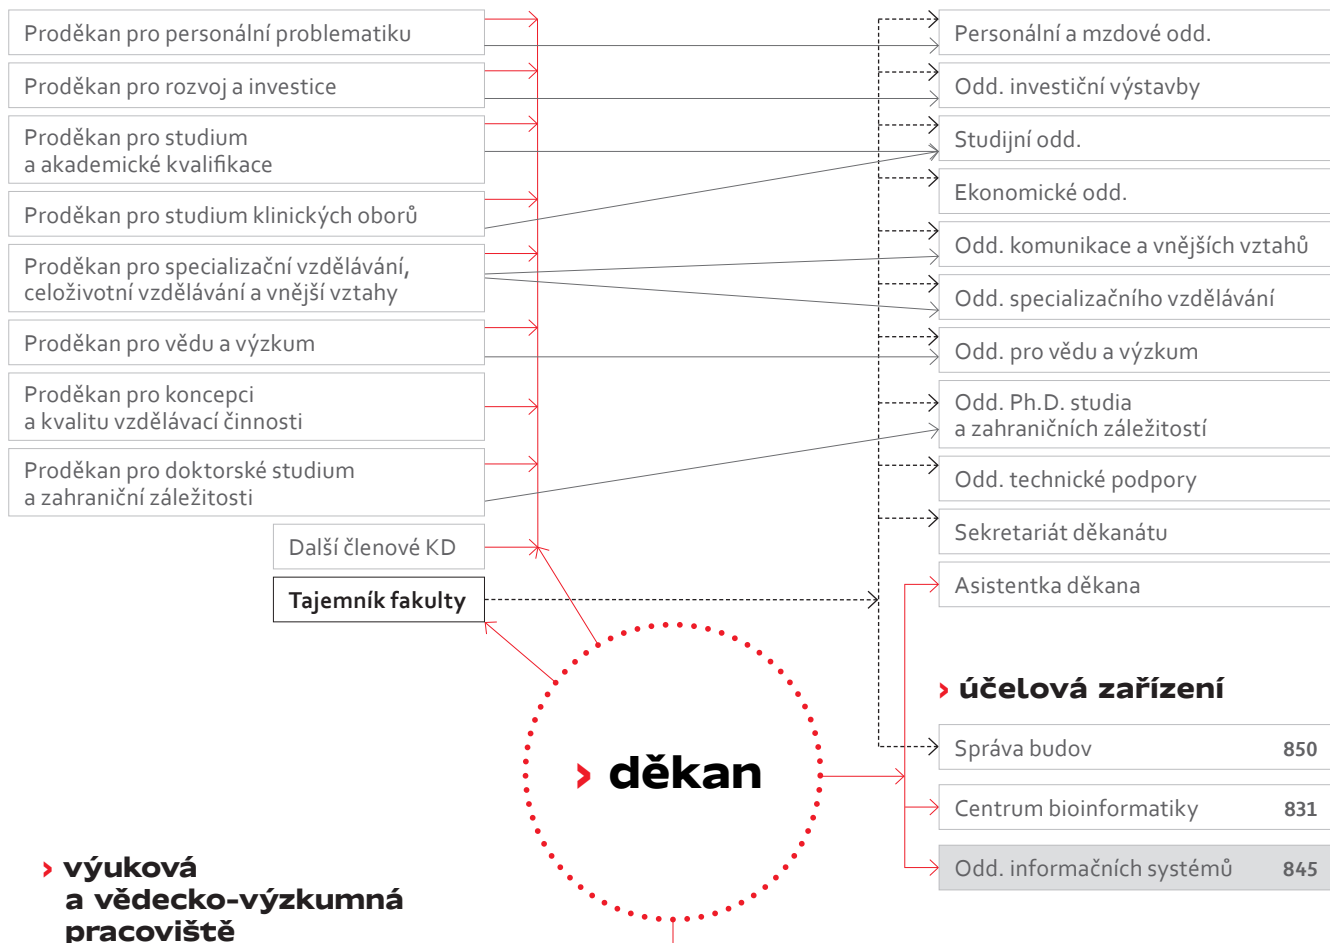 Proděkan pro personální problematiku
Proděkan pro rozvoj a investice
Proděkan pro studium
a akademické kvalifikace
Proděkan pro studium klinických oborů
Proděkan pro specializační vzdělávání,
celoživotní vzdělávání a vnější vztahy
Proděkan pro vědu a výzkum
Proděkan pro koncepci
a kvalitu vzdělávací činnosti
Proděkan pro doktorské studium
a zahraniční záležitosti
Další členové KD
Tajemník fakulty
Personální a mzdové odd.
Odd. investiční výstavby
Studijní odd.
Ekonomické odd.
Odd. komunikace a vnějších vztahů
Odd. specializačního vzdělávání
Odd. pro vědu a výzkum
Odd. Ph.D. studia
a zahraničních záležitostí
Odd. technické podpory
Sekretariát děkanátu
Asistentka děkana
› účelová zařízení
Správa budov 850
Centrum bioinformatiky 831
Odd. informačních systémů 845
› děkan
› výuková
a vědecko-výzkumná
pracoviště